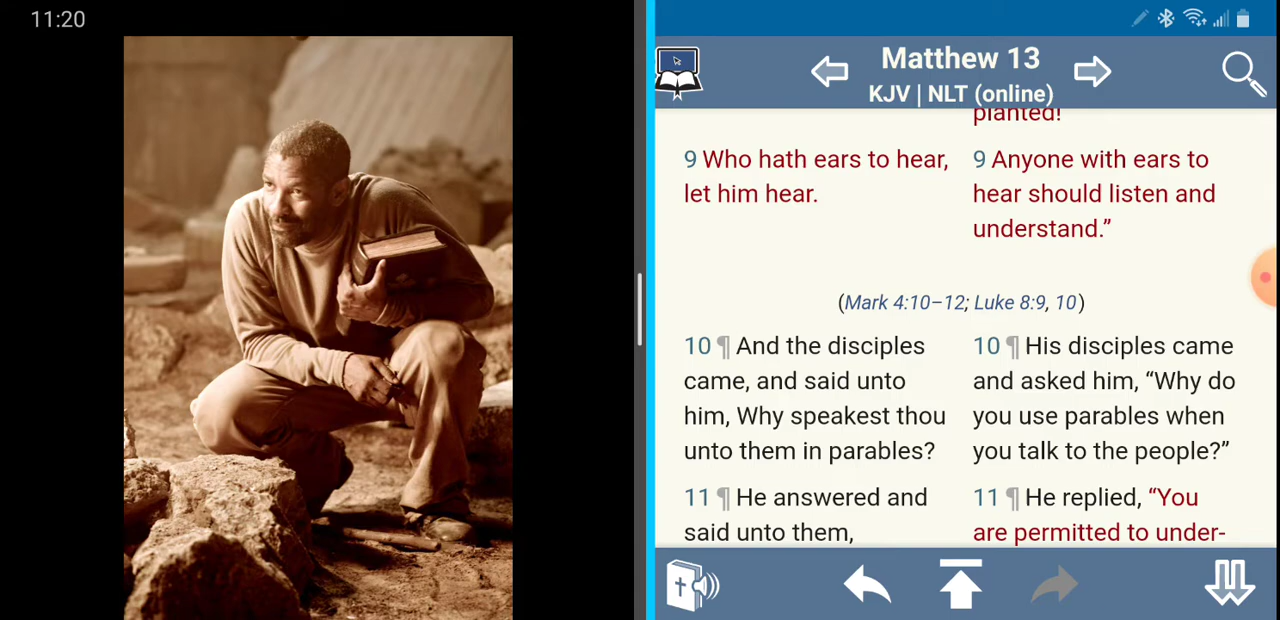 11:20
Matthew 13
KJV | NLT (online)
planted!
9 Who hath ears to hear,
let him hear.
9 Anyone with ears to
hear should listen and
understand.”
(Mark 4:10–12; Luke 8:9, 10)
10 ¶ And the disciples
came, and said unto
him, Why speakest thou
unto them in parables?
10 ¶ His disciples came
and asked him, “Why do
you use parables when
you talk to the people?”
11 ¶ He answered and
said unto them,
11 ¶ He replied, “You
are permitted to under-